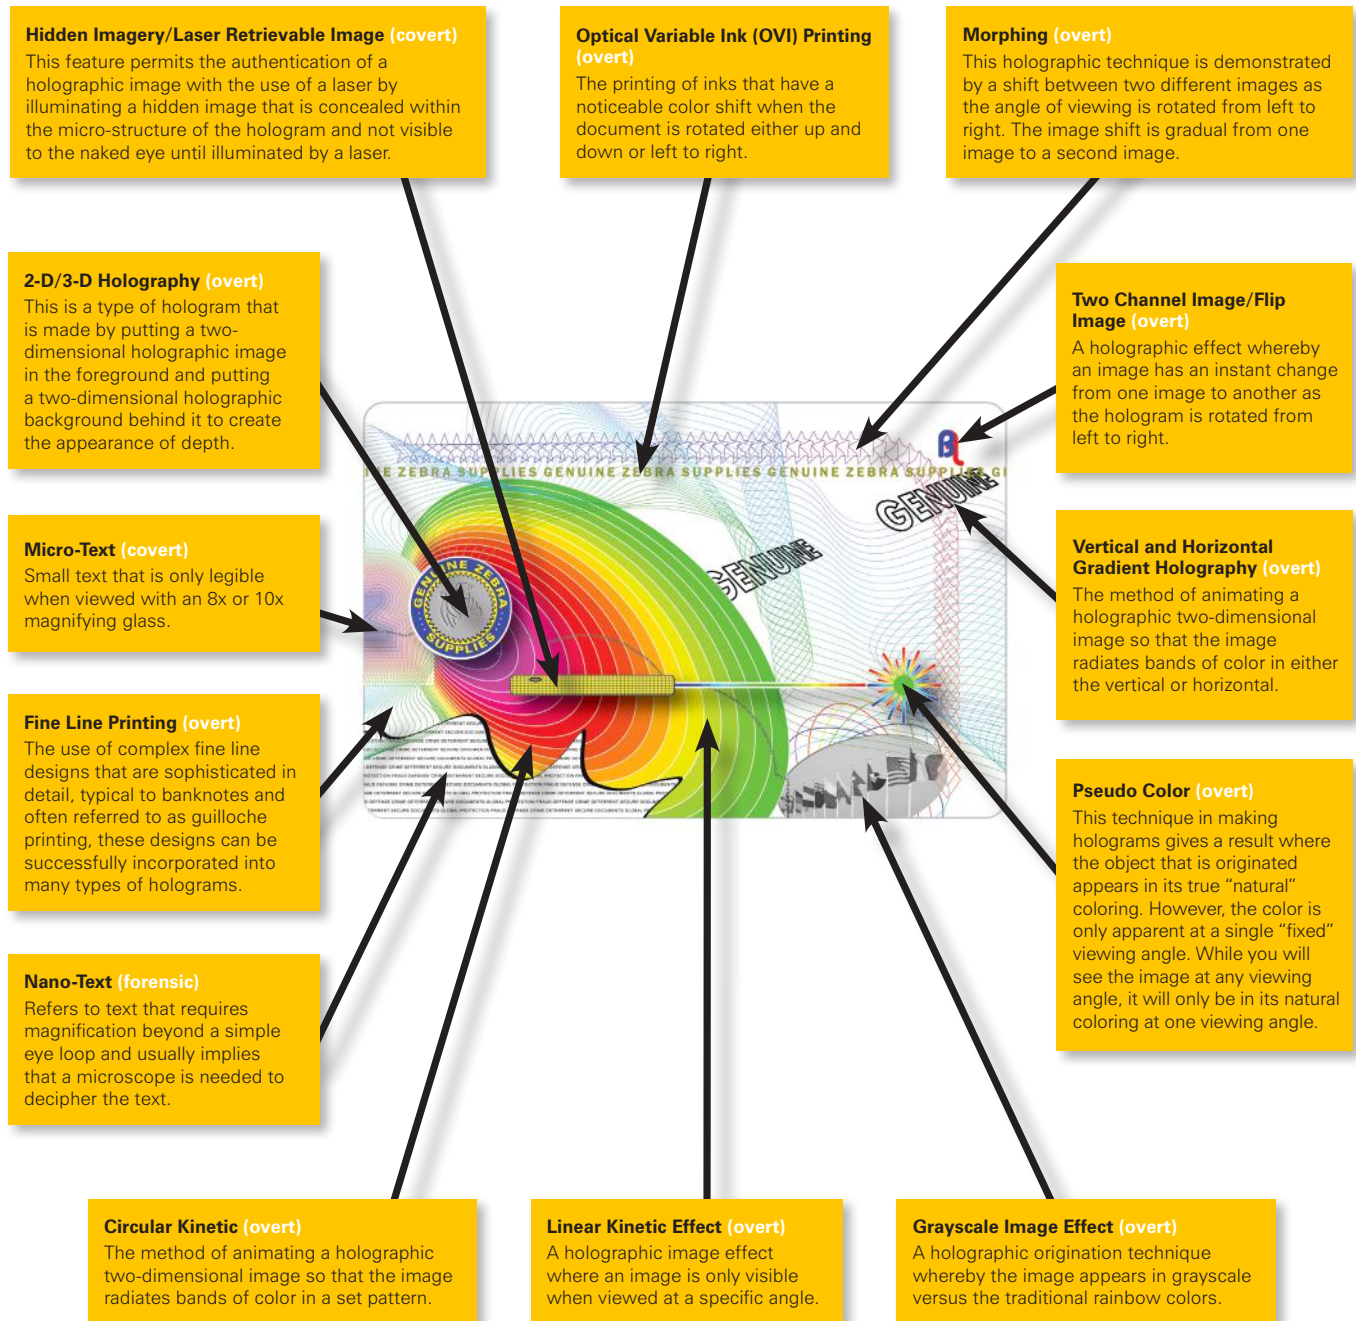 Hidden Imagery/Laser Retrievable Image (covert)
This feature permits the authentication of a
holographic image with the use of a laser by
illuminating a hidden image that is concealed within
the micro-structure of the hologram and not visible
to the naked eye until illuminated by a laser.
Optical Variable Ink (OVI) Printing
(overt)
The printing of inks that have a
noticeable color shift when the
document is rotated either up and
down or left to right.
Morphing (overt)
This holographic technique is demonstrated
by a shift between two different images as
the angle of viewing is rotated from left to
right. The image shift is gradual from one
image to a second image.
2-D/3-D Holography (overt)
This is a type of hologram that
is made by putting a two-
dimensional holographic image
in the foreground and putting
a two-dimensional holographic
background behind it to create
the appearance of depth.
Two Channel Image/Flip
Image (overt)
A holographic effect whereby
an image has an instant change
from one image to another as
the hologram is rotated from
left to right.
NE ZEBRA SUPPLIES GENUINE ZEBRA SUPPLIES GENUINE ZEBRA SUPPLIES GI
GENUINE
GENUINE
GENUINE ZEBRA
SUPPLIES
Micro-Text (covert)
Small text that is only legible
when viewed with an 8x or 10x
magnifying glass.
Vertical and Horizontal
Gradient Holography (overt)
The method of animating a
holographic two-dimensional
image so that the image
radiates bands of color in either
the vertical or horizontal.
Fine Line Printing (overt)
The use of complex fine line
designs that are sophisticated in
detail, typical to banknotes and
often referred to as guilloche
printing, these designs can be
successfully incorporated into
many types of holograms.
Pseudo Color (overt)
This technique in making
holograms gives a result where
the object that is originated
appears in its true “natural”
coloring. However, the color is
only apparent at a single “fixed”
viewing angle. While you will
see the image at any viewing
angle, it will only be in its natural
coloring at one viewing angle.
Nano-Text (forensic)
Refers to text that requires
magnification beyond a simple
eye loop and usually implies
that a microscope is needed to
decipher the text.
Circular Kinetic (overt)
The method of animating a holographic
two-dimensional image so that the image
radiates bands of color in a set pattern.
Linear Kinetic Effect (overt)
A holographic image effect
where an image is only visible
when viewed at a specific angle.
Grayscale Image Effect (overt)
A holographic origination technique
whereby the image appears in grayscale
versus the traditional rainbow colors.